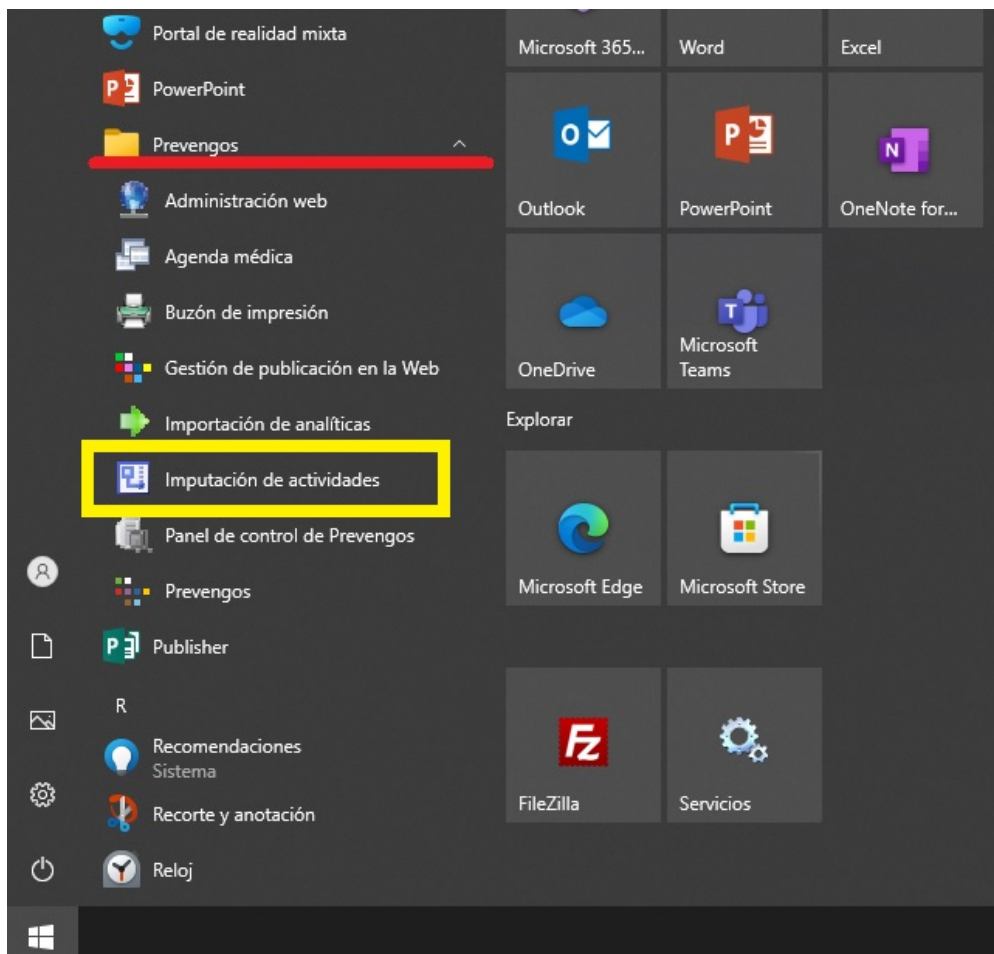 Portal de realidad mixta
PowerPoint
Prevengos
Administración web
Agenda médica
Buzón de impresión
Gestión de publicación en la Web
Importación de analíticas
Imputación de actividades
Panel de control de Prevengos
Prevengos
Publisher
R
Recomendaciones
Sistema
Recorte y anotación
Reloj
Microsoft 365...
Word
Excel
Outlook
PowerPoint
OneNote for...
OneDrive
Microsoft
Teams
Explorar
Microsoft Edge
Microsoft Store
FileZilla
Servicios